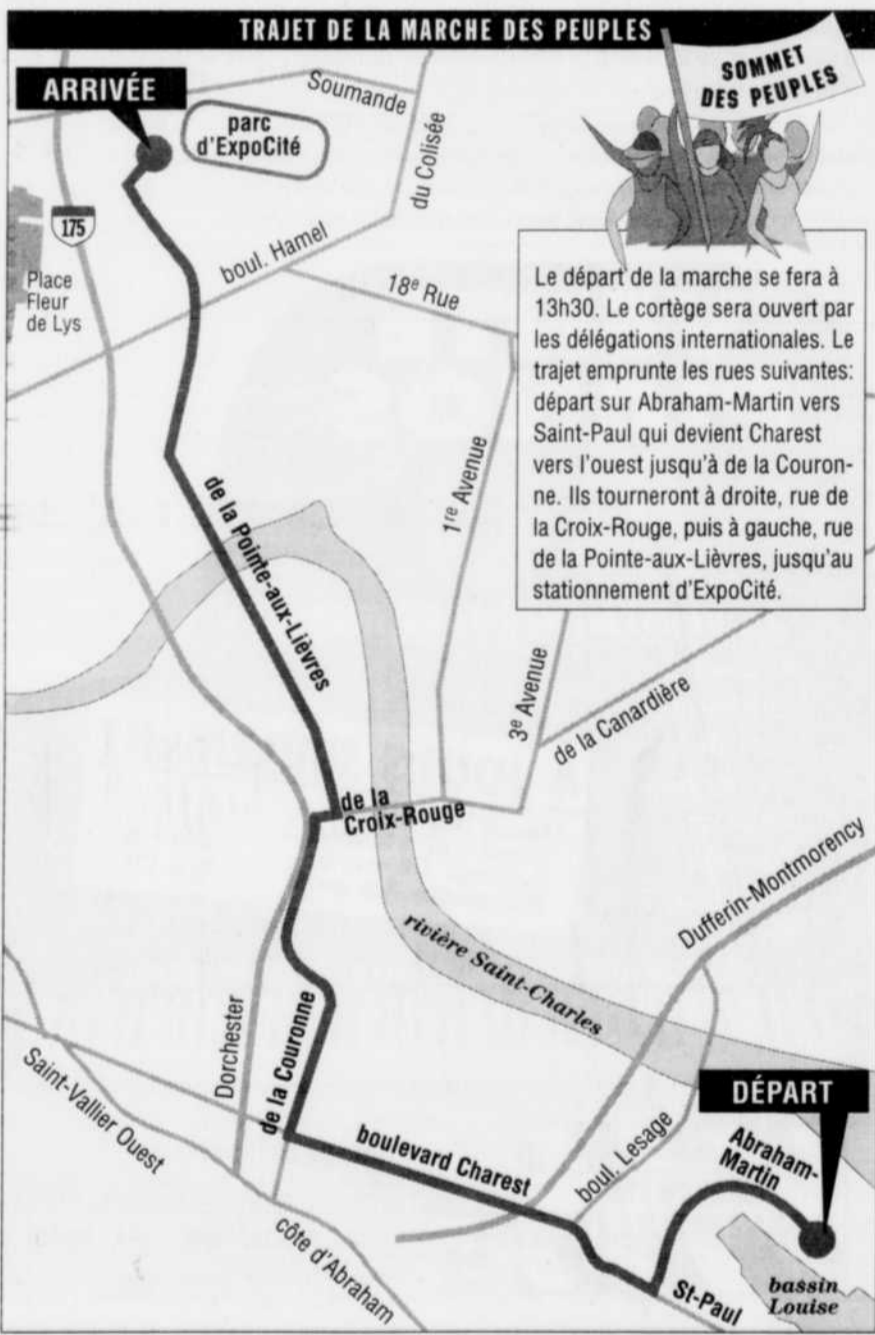 TRAJET DE LA MARCHE DES PEUPLES
SOMMET
DES PEUPLES
ARRIVÉE
Soumande
parc
d'ExpoCité
du Colisée
175
Place
Fleur
de Lys
boul. Hamel
18e Rue
Le départ de la marche se fera à
13h30. Le cortège sera ouvert par
les délégations internationales. Le
trajet emprunte les rues suivantes:
départ sur Abraham-Martin vers
Saint-Paul qui devient Charest
vers l'ouest jusqu'à de la Couron-
ne. Ils tourneront à droite, rue de
la Croix-Rouge, puis à gauche, rue
de la Pointe-aux-Lièvres, jusqu'au
stationnement d'ExpoCité.
de la Pointe-aux-Lièvres
1re Avenue
3e Avenue
de la Canardière
de la
Croix-Rouge
Dufferin-Montmorency
rivière Saint-Charles
Dorchester
de la Couronne
Saint-Vallier Ouest
boulevard Charest
boul. Lesage
DÉPART
Abraham-
Martin
côte d'Abraham
St-Paul
bassin
Louise